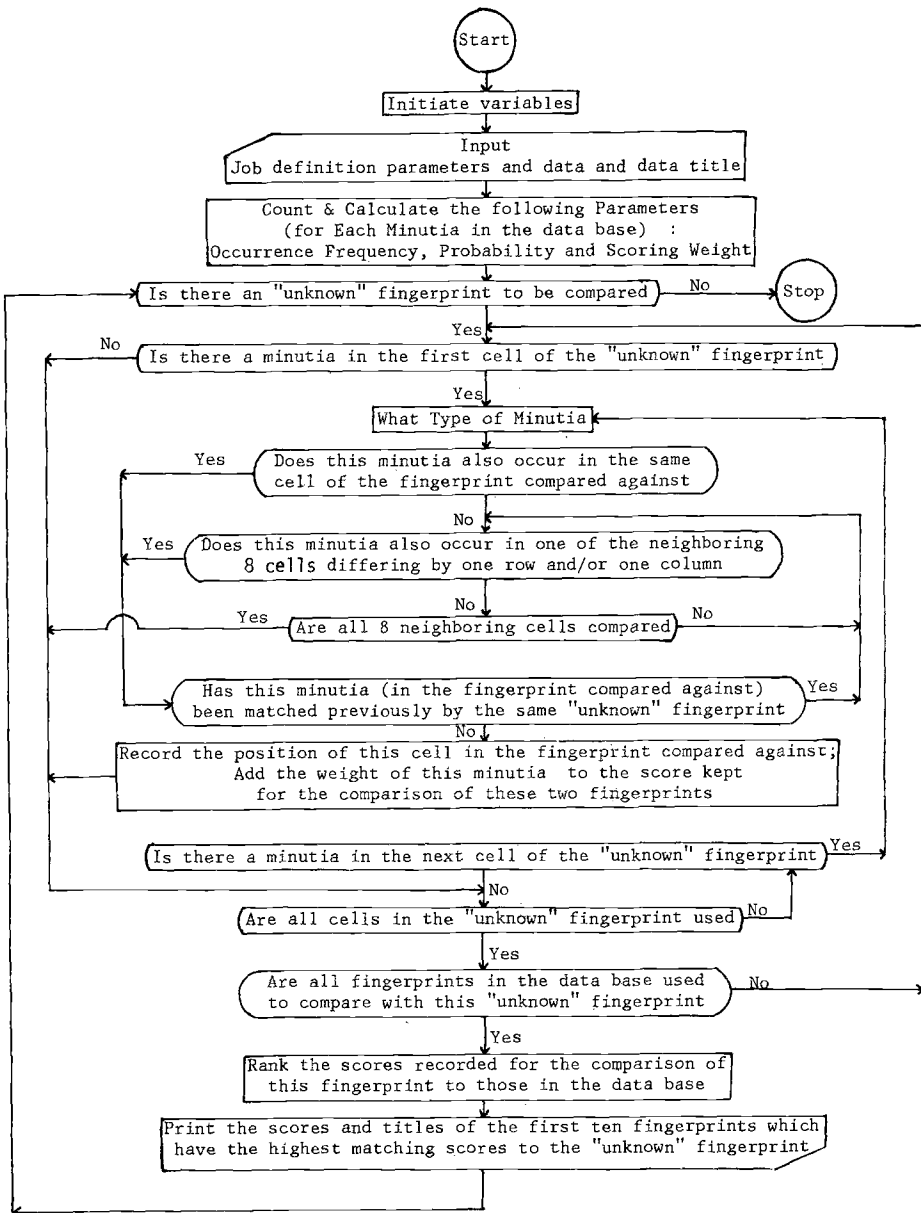 Start
Initiate variables
Input
Job definition parameters and data and data title
Count & Calculate the following Parameters
(for Each Minutia in the data base) :
Occurrence Frequency, Probability and Scoring Weight
Is there an "unknown" fingerprint to be compared
No
Stop
Yes
No
Is there a minutia in the first cell of the "unknown" fingerprint
Yes
What Type of Minutia
Yes
Does this minutia also occur in the same
cell of the fingerprint compared against
No
Yes
Does this minutia also occur in one of the neighboring
8 cells differing by one row and/or one column
No
Yes
Are all 8 neighboring cells compared
No
Has this minutia (in the fingerprint compared against)
been matched previously by the same "unknown" fingerprint
Yes
No
Record the position of this cell in the fingerprint compared against;
Add the weight of this minutia to the score kept
for the comparison of these two fingerprints
Is there a minutia in the next cell of the "unknown" fingerprint
Yes
No
Are all cells in the "unknown" fingerprint used
No
Yes
Are all fingerprints in the data base used
to compare with this "unknown" fingerprint
No
Yes
Rank the scores recorded for the comparison of
this fingerprint to those in the data base
Print the scores and titles of the first ten fingerprints which
have the highest matching scores to the "unknown" fingerprint